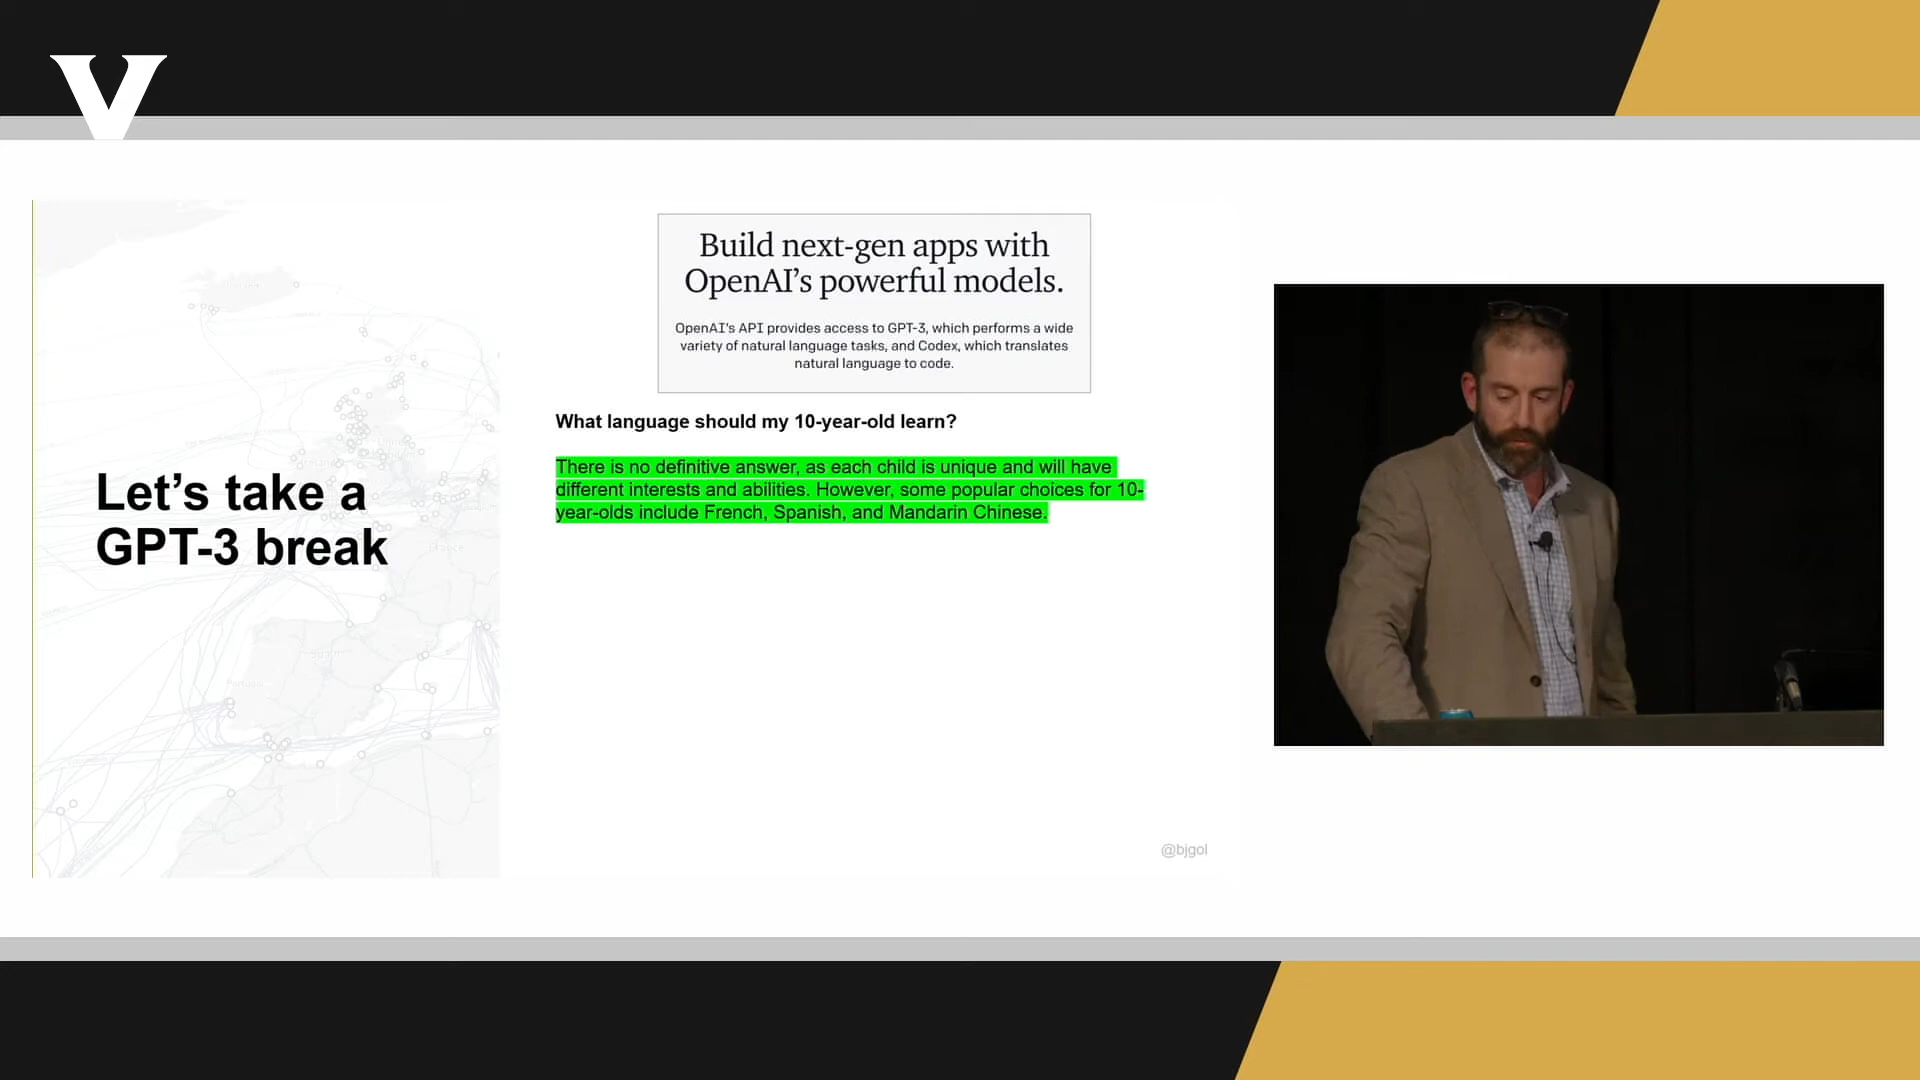 V
Build next-gen apps with
OpenAI's powerful models.
OpenAI's API provides access to GPT-3, which performs a wide
variety of natural language tasks, and Codex, which translates
natural language to code.
What language should my 10-year-old learn?
There is no definitive answer, as each child is unique and will have
different interests and abilities. However, some popular choices for 10-
year-olds include French, Spanish, and Mandarin Chinese.
Let’s take a
GPT-3 break
France
Portugal
@bjgol